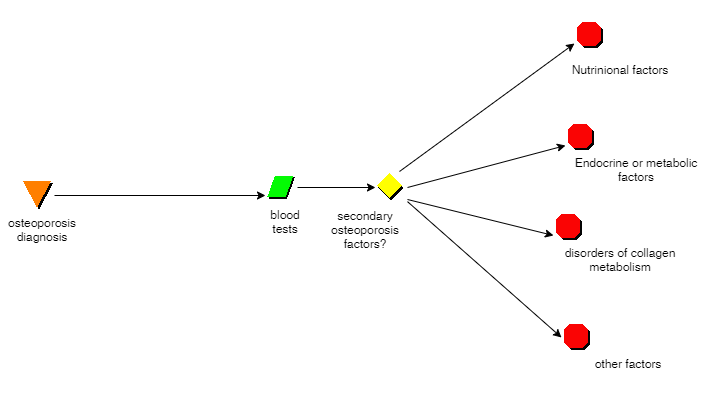 osteoporosis
diagnosis
blood
tests
secondary
osteoporosis
factors?
Nutrinional factors
Endocrine or metabolic
factors
disorders of collagen
metabolism
other factors